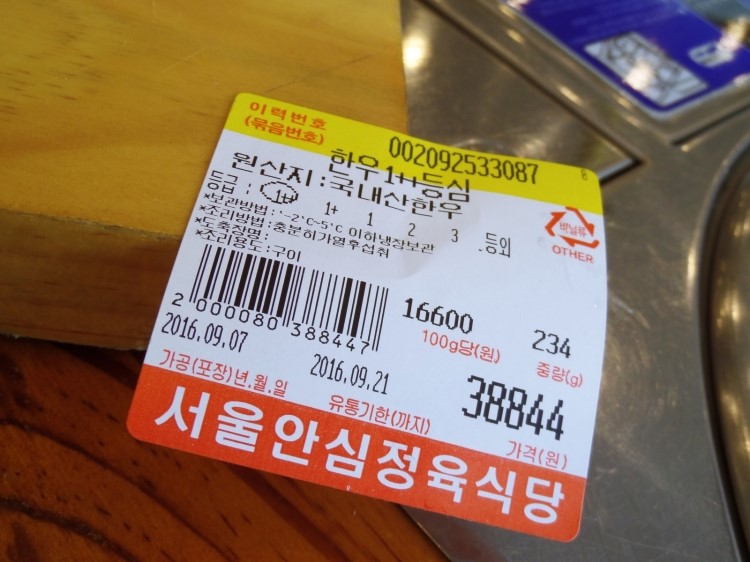 이력번호
(묶음번호)
002092533087
한우1++등심
원산지:국내산한우
등급: 1++ 1+ 1 2 3 등외
*보관방법:-2℃~5℃ 이하냉장보관
*조리방법:충분히가열후섭취
*도축장명:
*조리용도:구이
비닐류
OTHER
2 000080 388447
16600
100g당(원)
234
중량(g)
2016.09.07
가공(포장)년.월.일
2016.09.21
유통기한(까지)
38844
가격(원)
서울안심정육식당